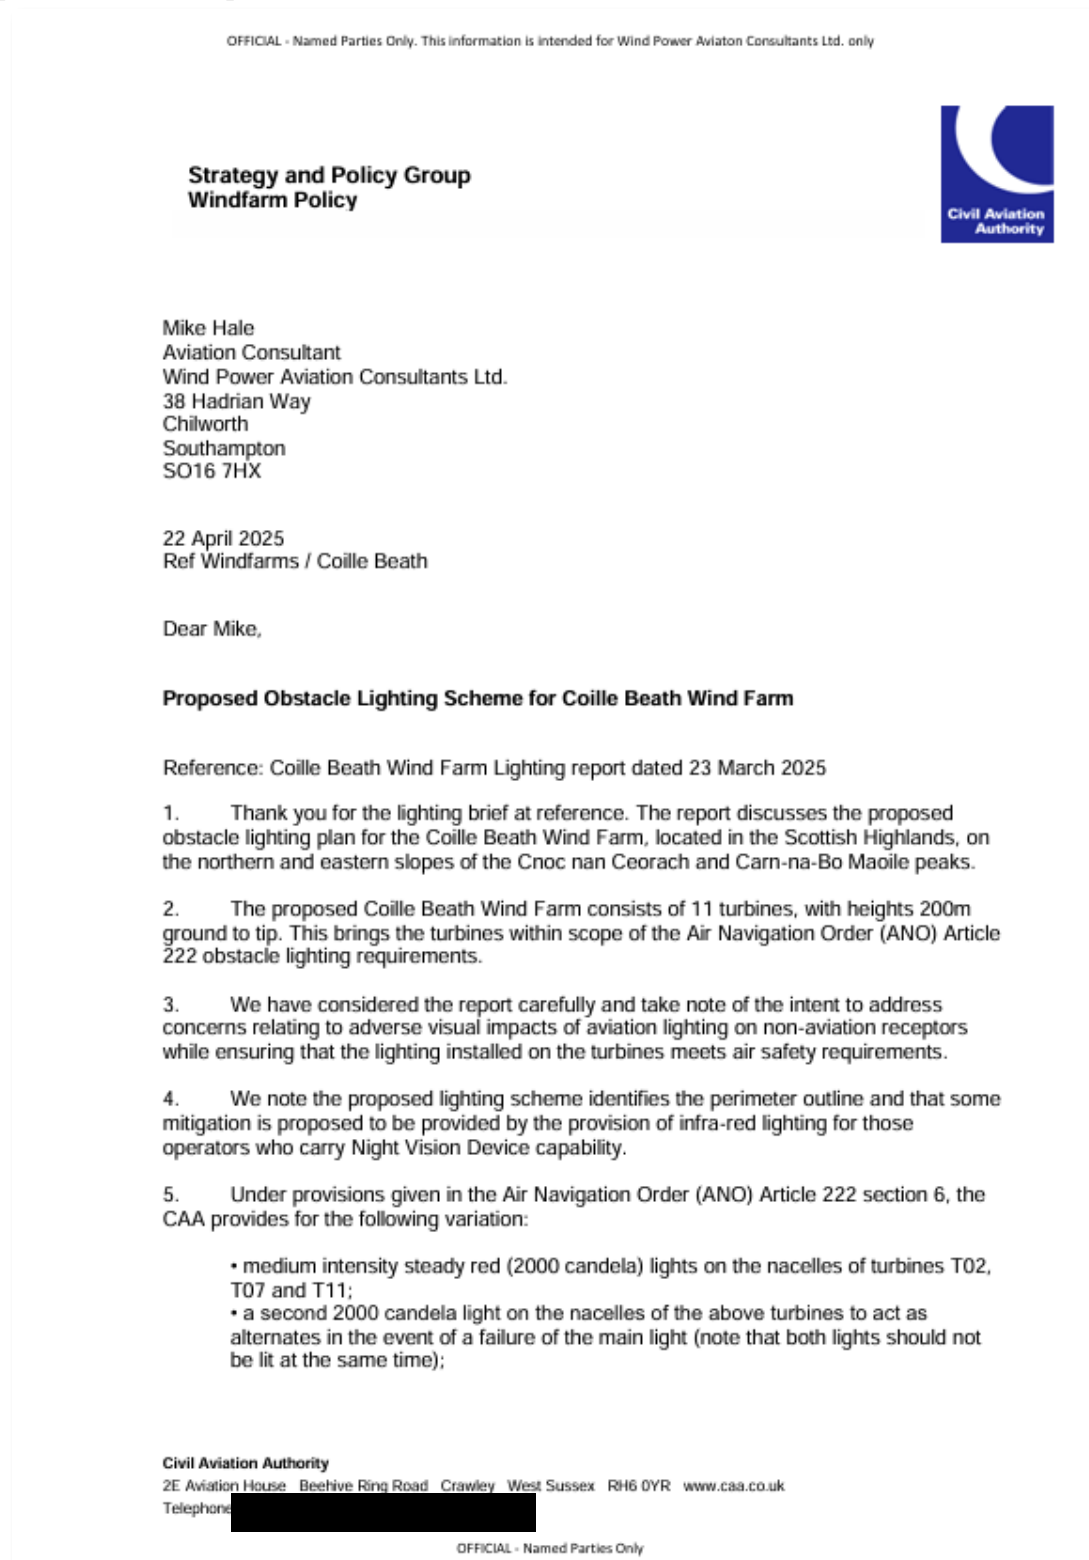 OFFICIAL - Named Parties Only. This information is intended for Wind Power Aviaton Consultants Ltd. only
Strategy and Policy Group
Windfarm Policy
Civil Aviation
Authority
Mike Hale
Aviation Consultant
Wind Power Aviation Consultants Ltd.
38 Hadrian Way
Chilworth
Southampton
SO16 7HX
22 April 2025
Ref Windfarms / Coille Beath
Dear Mike,
Proposed Obstacle Lighting Scheme for Coille Beath Wind Farm
Reference: Coille Beath Wind Farm Lighting report dated 23 March 2025
1. Thank you for the lighting brief at reference. The report discusses the proposed
obstacle lighting plan for the Coille Beath Wind Farm, located in the Scottish Highlands, on
the northern and eastern slopes of the Cnoc nan Ceorach and Carn-na-Bo Maoile peaks.
2. The proposed Coille Beath Wind Farm consists of 11 turbines, with heights 200m
ground to tip. This brings the turbines within scope of the Air Navigation Order (ANO) Article
222 obstacle lighting requirements.
3. We have considered the report carefully and take note of the intent to address
concerns relating to adverse visual impacts of aviation lighting on non-aviation receptors
while ensuring that the lighting installed on the turbines meets air safety requirements.
4. We note the proposed lighting scheme identifies the perimeter outline and that some
mitigation is proposed to be provided by the provision of infra-red lighting for those
operators who carry Night Vision Device capability.
5. Under provisions given in the Air Navigation Order (ANO) Article 222 section 6, the
CAA provides for the following variation:
• medium intensity steady red (2000 candela) lights on the nacelles of turbines T02,
T07 and T11;
• a second 2000 candela light on the nacelles of the above turbines to act as
alternates in the event of a failure of the main light (note that both lights should not
be lit at the same time);
Civil Aviation Authority
2E Aviation House Beehive Ring Road Crawley West Sussex RH6 0YR www.caa.co.uk
Telephone
OFFICIAL - Named Parties Only